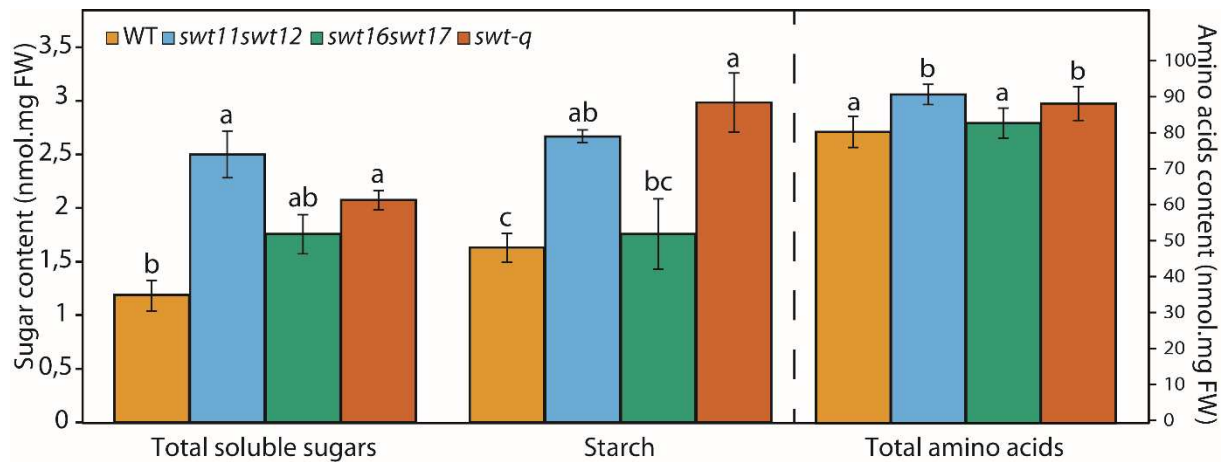 WT swt11swt12 swt16swt17 swt-q
Sugar content (nmol.mg FW)
3,5
3
2,5
2
1,5
1
0,5
0
b
a
ab
a
c
ab
bc
a
a
b
a
b
100
90
80
70
60
50
40
30
20
10
0
Amino acids content (nmol.mg FW)
Total soluble sugars
Starch
Total amino acids